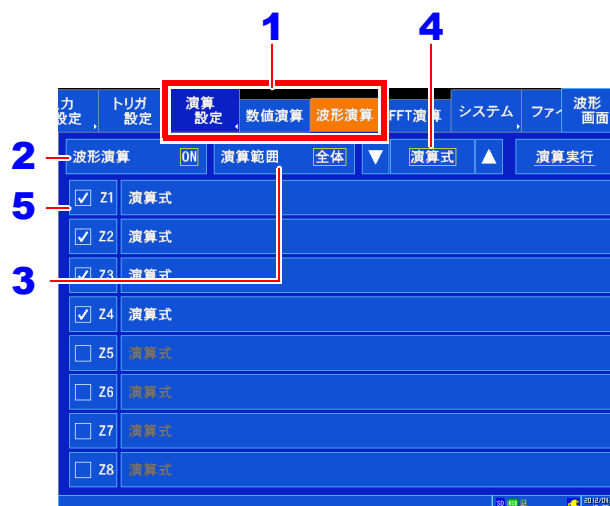 1
4
力
設定
トリガ
設定
演算
設定
数値演算
波形演算
FFT演算
システム
ファイ
波形
画面
2
波形演算 ON
演算範囲 全体
▼ 演算式 ▲
演算実行
5
✓ Z1 演算式
✓ Z2 演算式
3
✓ Z3 演算式
✓ Z4 演算式
Z5 演算式
Z6 演算式
Z7 演算式
Z8 演算式
SD USB